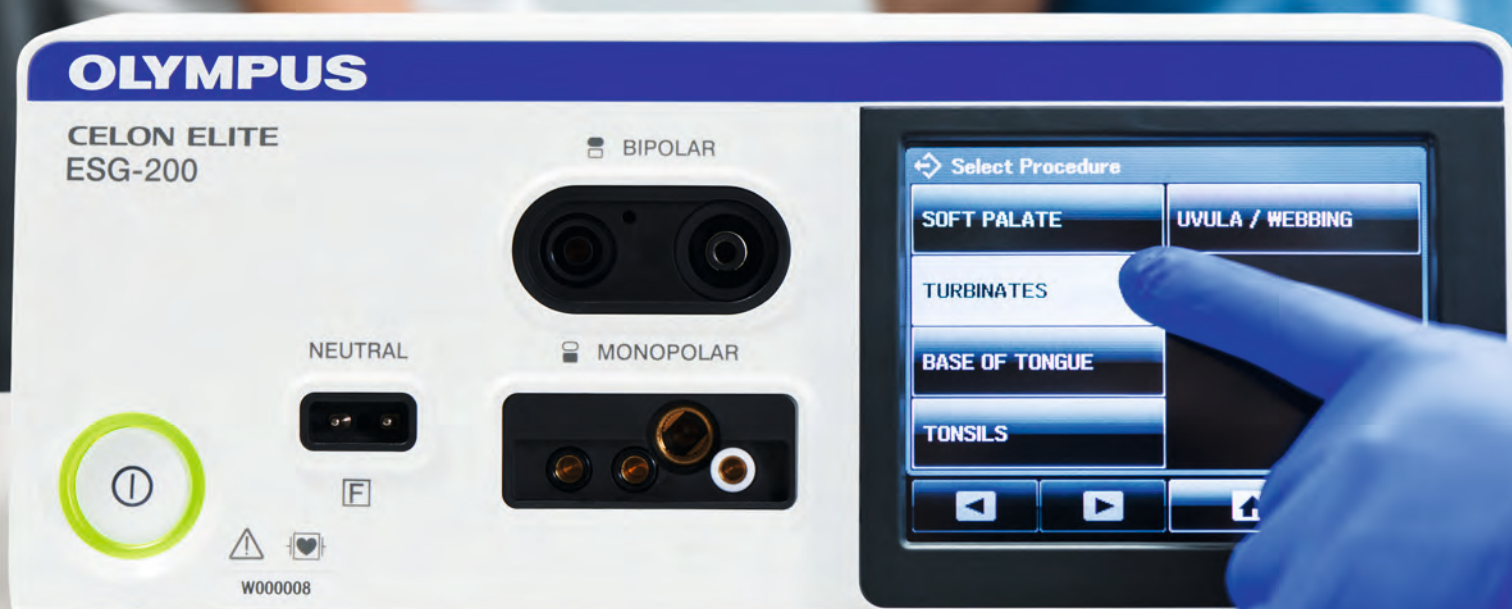 OLYMPUS
CELON ELITE
ESG-200
BIPOLAR
NEUTRAL
MONOPOLAR
F
W000008
Select Procedure
SOFT PALATE
UVULA / WEBBING
TURBINATES
BASE OF TONGUE
TONSILS